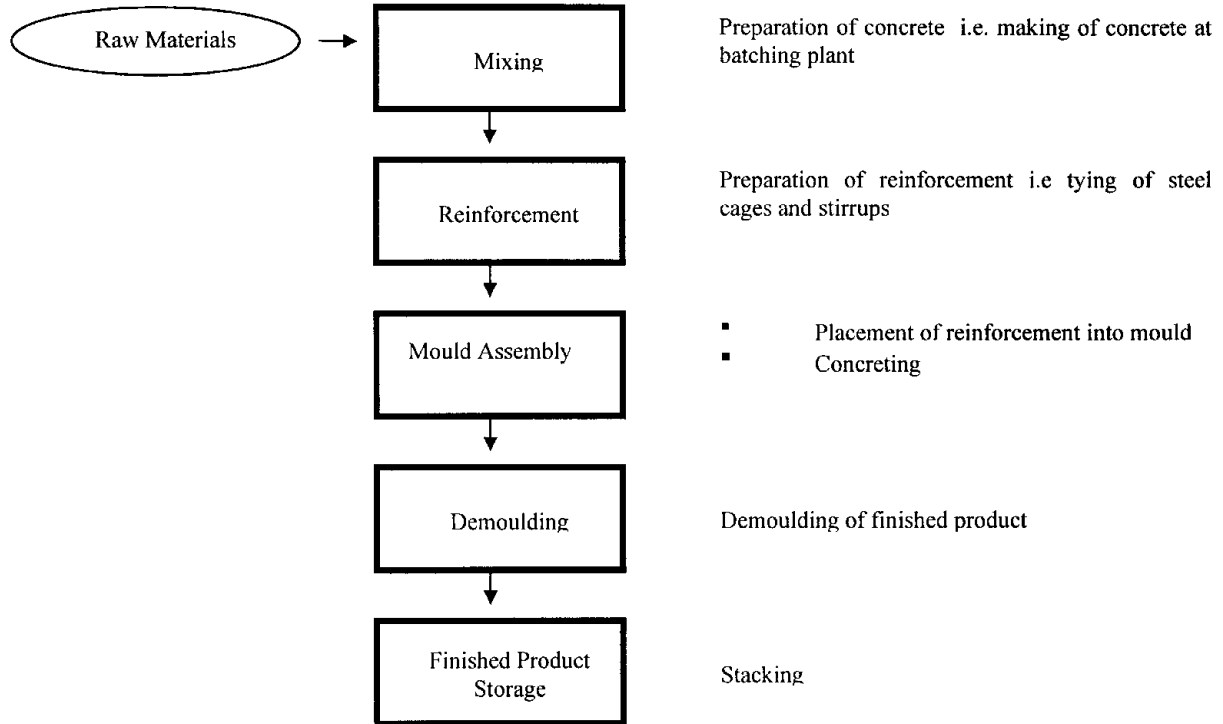 Raw Materials
Mixing
Preparation of concrete i.e. making of concrete at
batching plant
Reinforcement
Preparation of reinforcement i.e tying of steel
cages and stirrups
Mould Assembly
▪ Placement of reinforcement into mould
▪ Concreting
Demoulding
Demoulding of finished product
Finished Product
Storage
Stacking